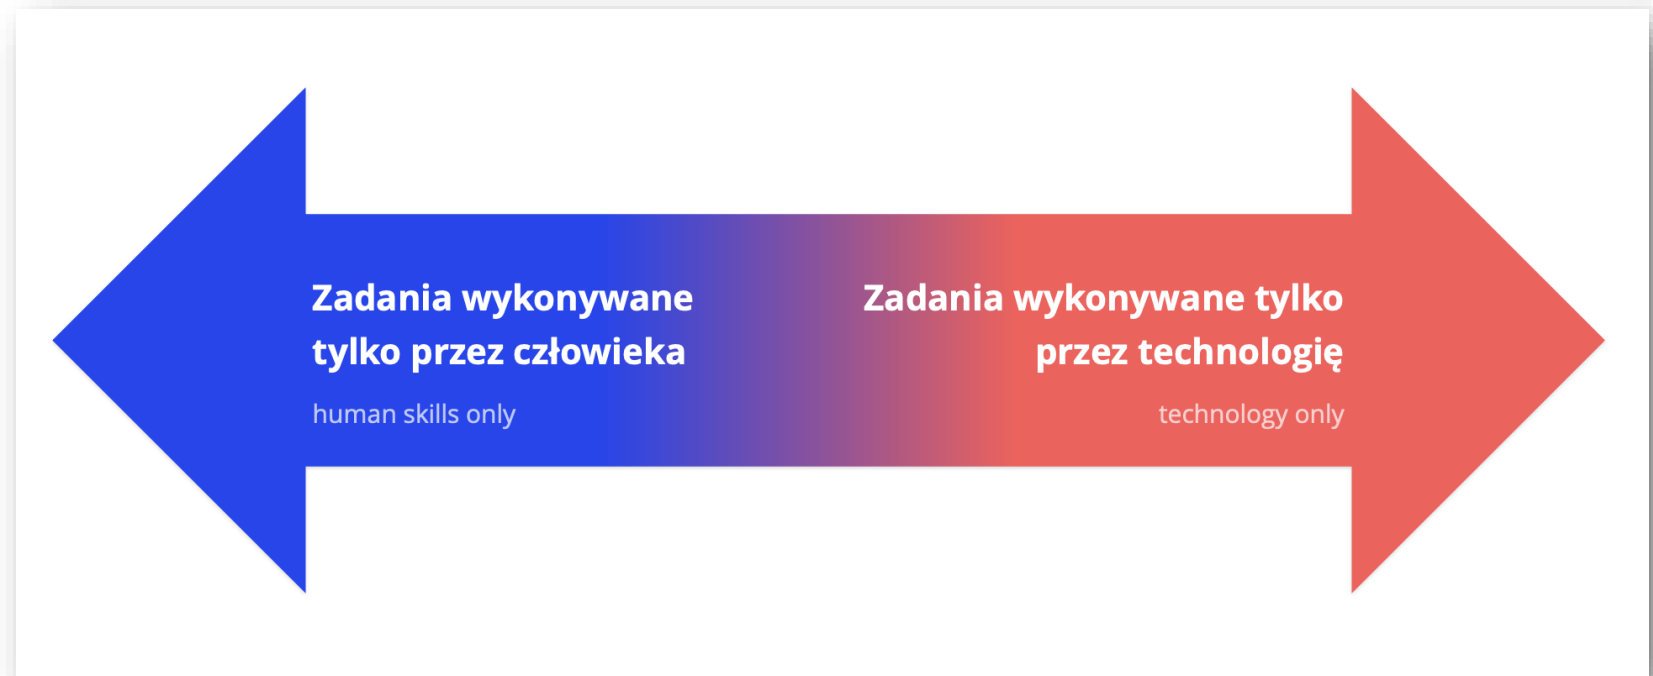 Zadania wykonywane
tylko przez człowieka
human skills only
Zadania wykonywane tylko
przez technologię
technology only